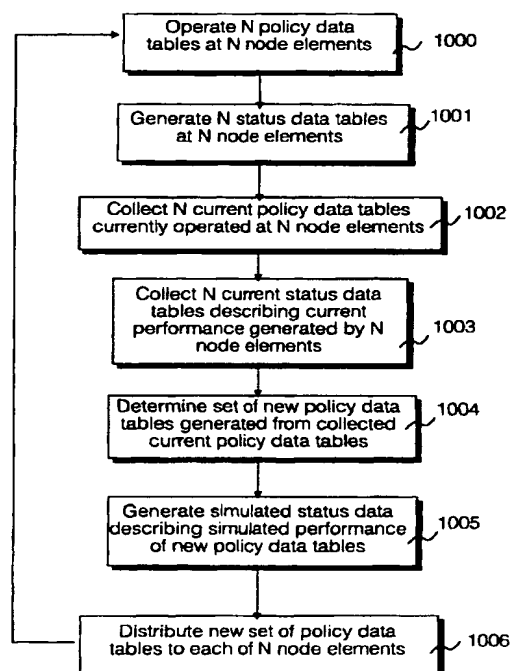 Operate N policy data
tables at N node elements
1000
Generate N status data tables
at N node elements
1001
Collect N current policy data tables
currently operated at N node elements
1002
Collect N current status data
tables describing current
performance generated by N
node elements
1003
Determine set of new policy data
tables generated from collected
current policy data tables
1004
Generate simulated status data
describing simulated performance
of new policy data tables
1005
Distribute new set of policy data
tables to each of N node elements
1006